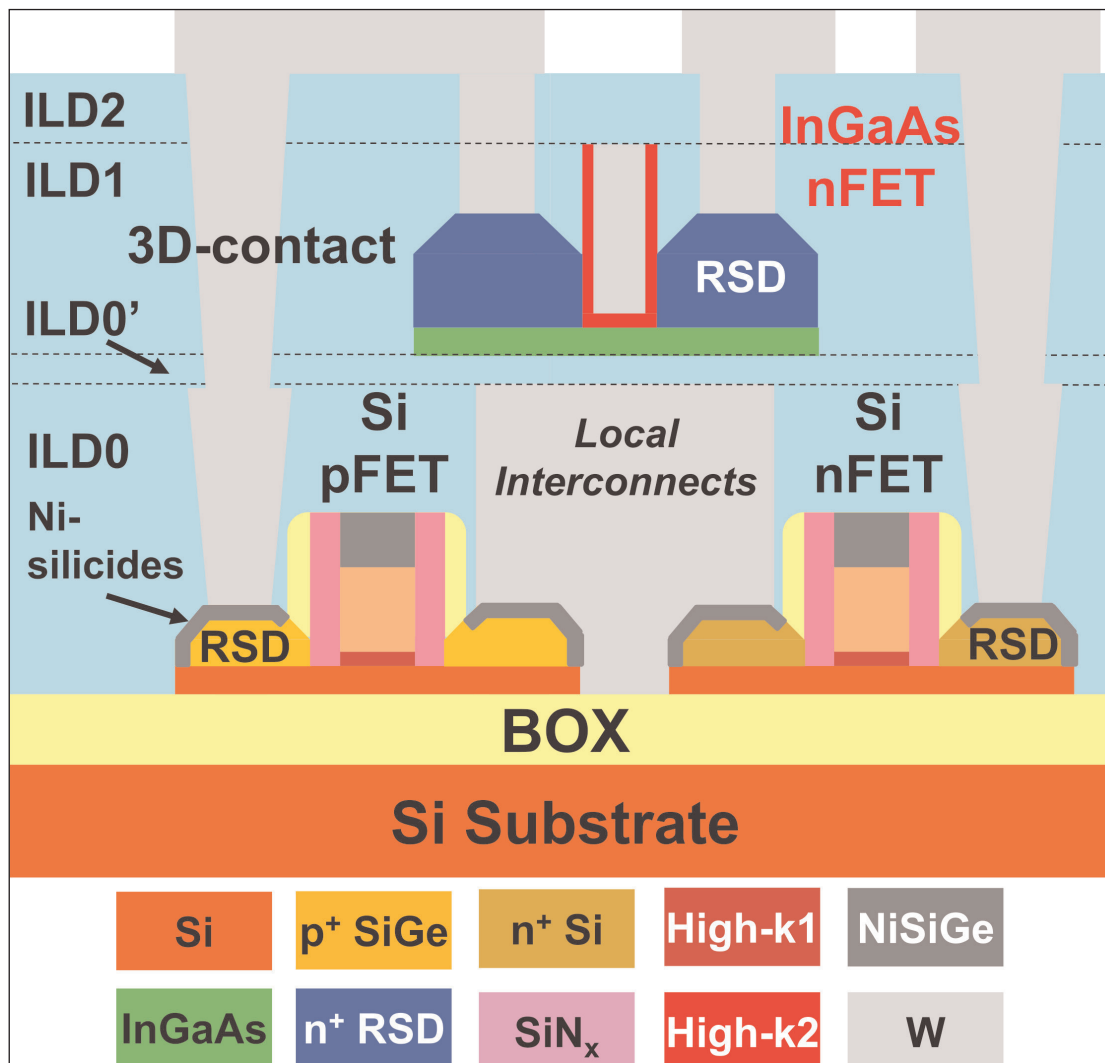 ILD2
ILD1
InGaAs
nFET
3D-contact
RSD
ILD0’
Si
pFET
Local
Interconnects
Si
nFET
ILD0
Ni-
silicides
RSD
RSD
BOX
Si Substrate
Si
p⁺ SiGe
n⁺ Si
High-k1
NiSiGe
InGaAs
n⁺ RSD
SiNₓ
High-k2
W